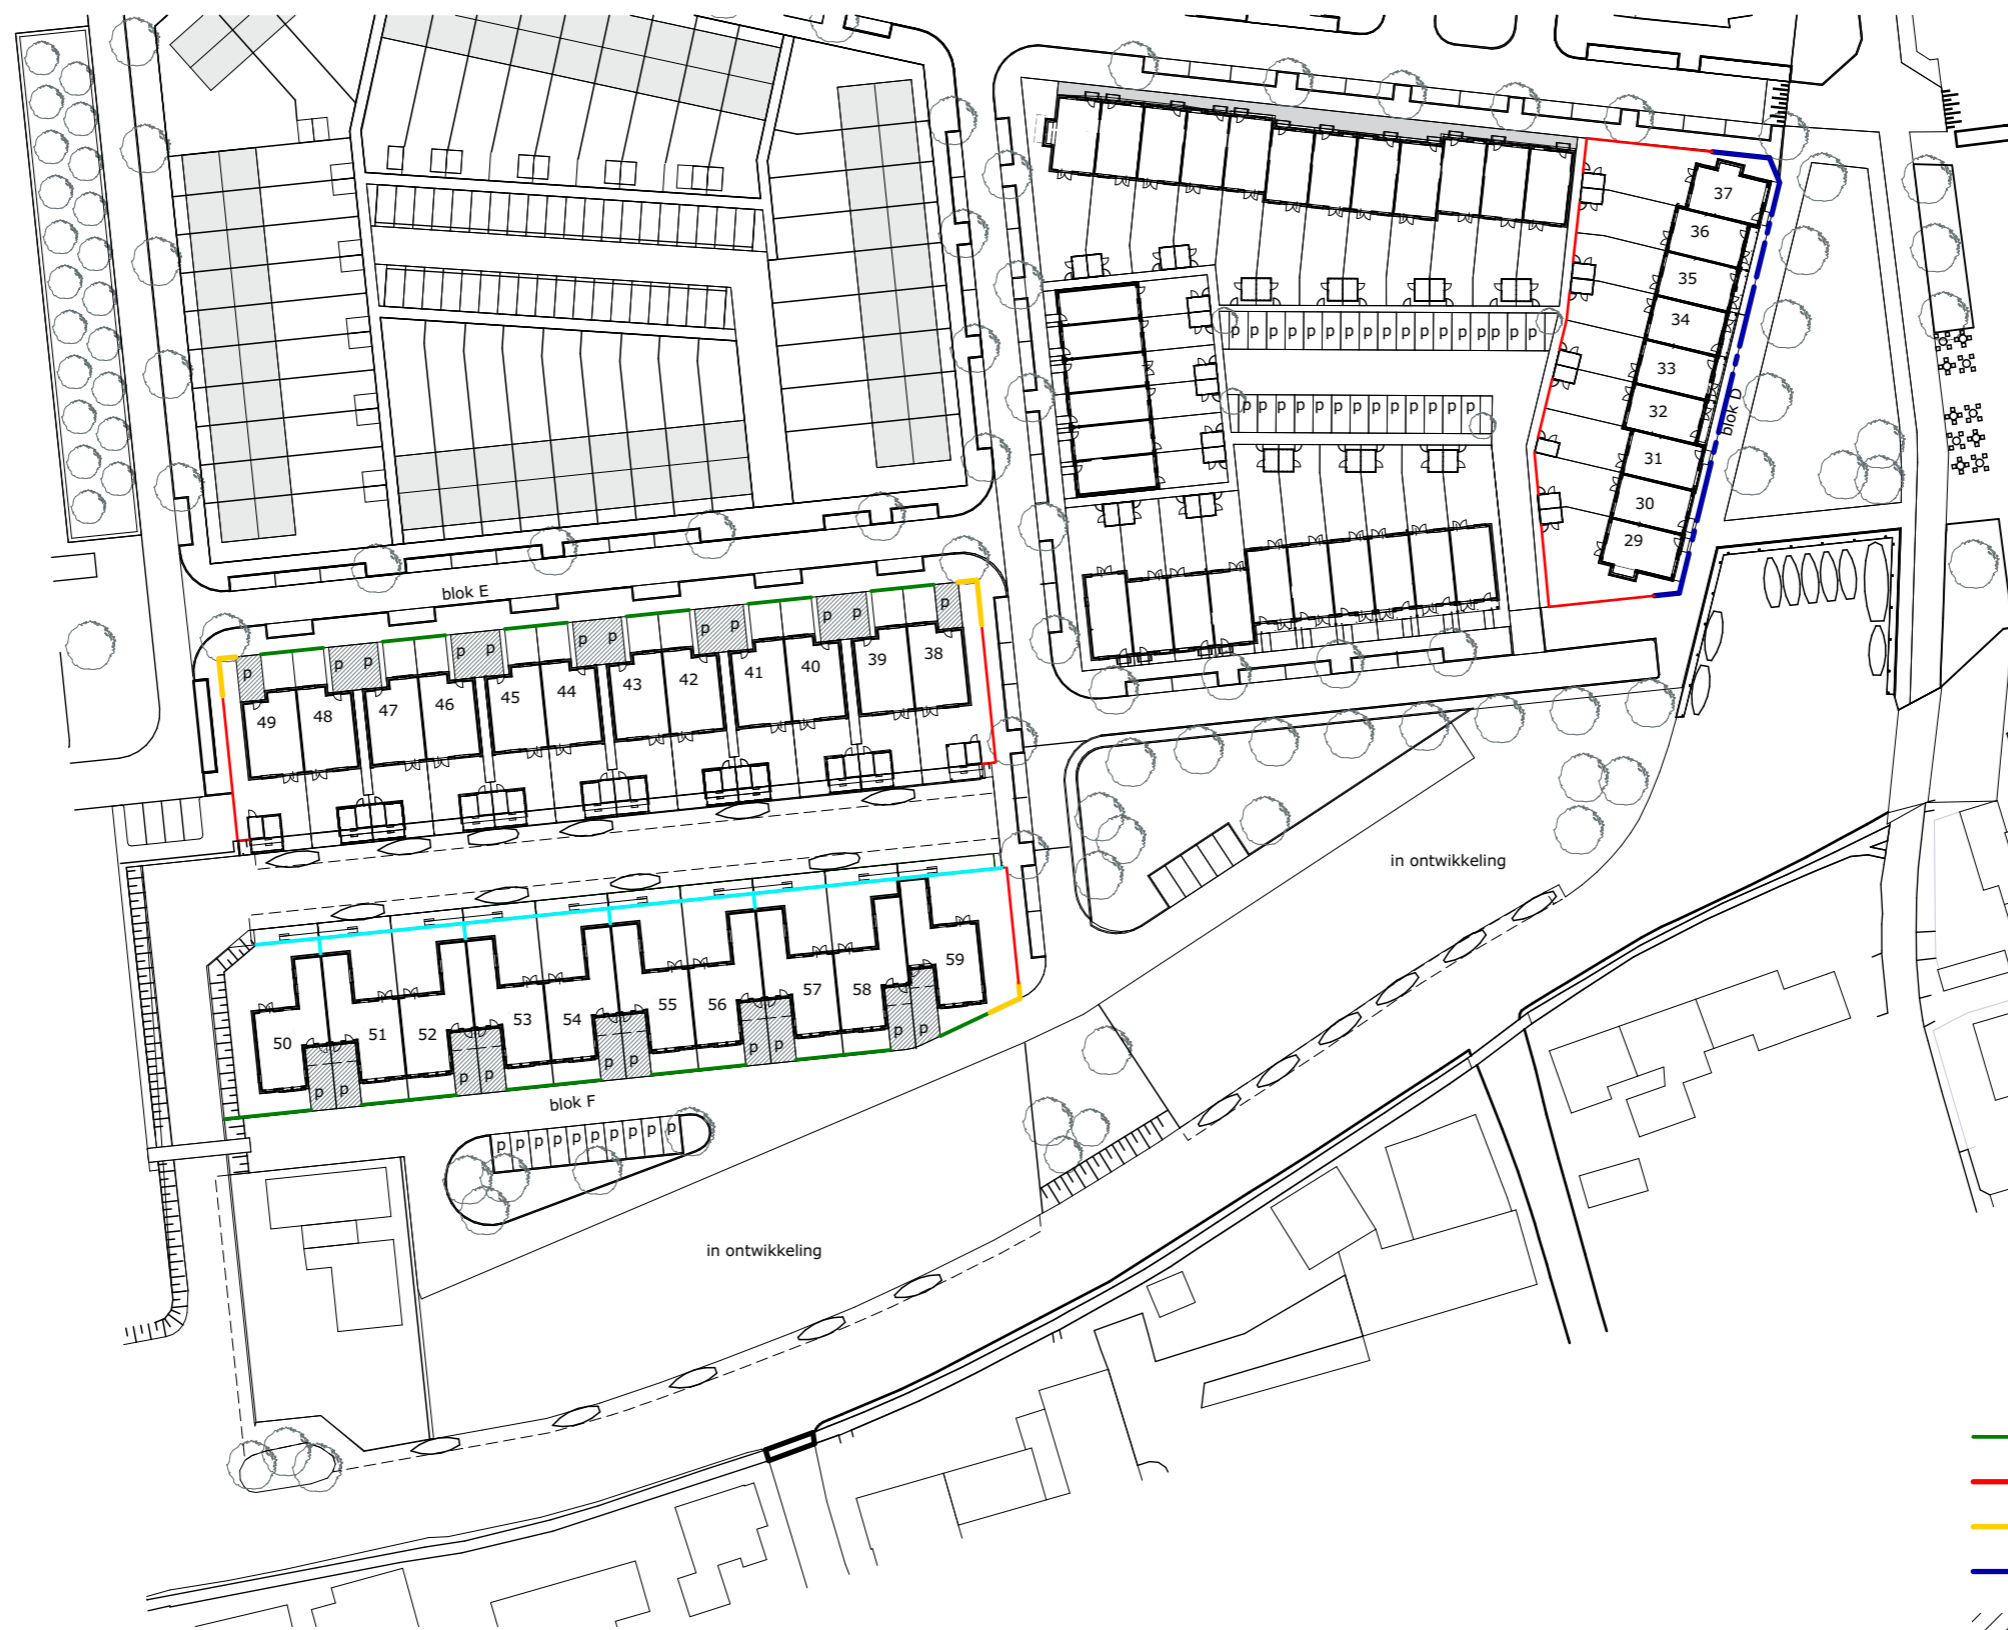 37
36
35
34
33
32
blok D
31
30
29
p p p p p p p p p p p p p p p p p
p p p p p p p p p p p p p
blok E
p p p p p p p p p p p p
49 48 47 46 45 44 43 42 41 40 39 38
in ontwikkeling
50 51 52 53 54 55 56 57 58 59
p p p p p p p p p p
blok F
p p p p p p p p p p
in ontwikkeling